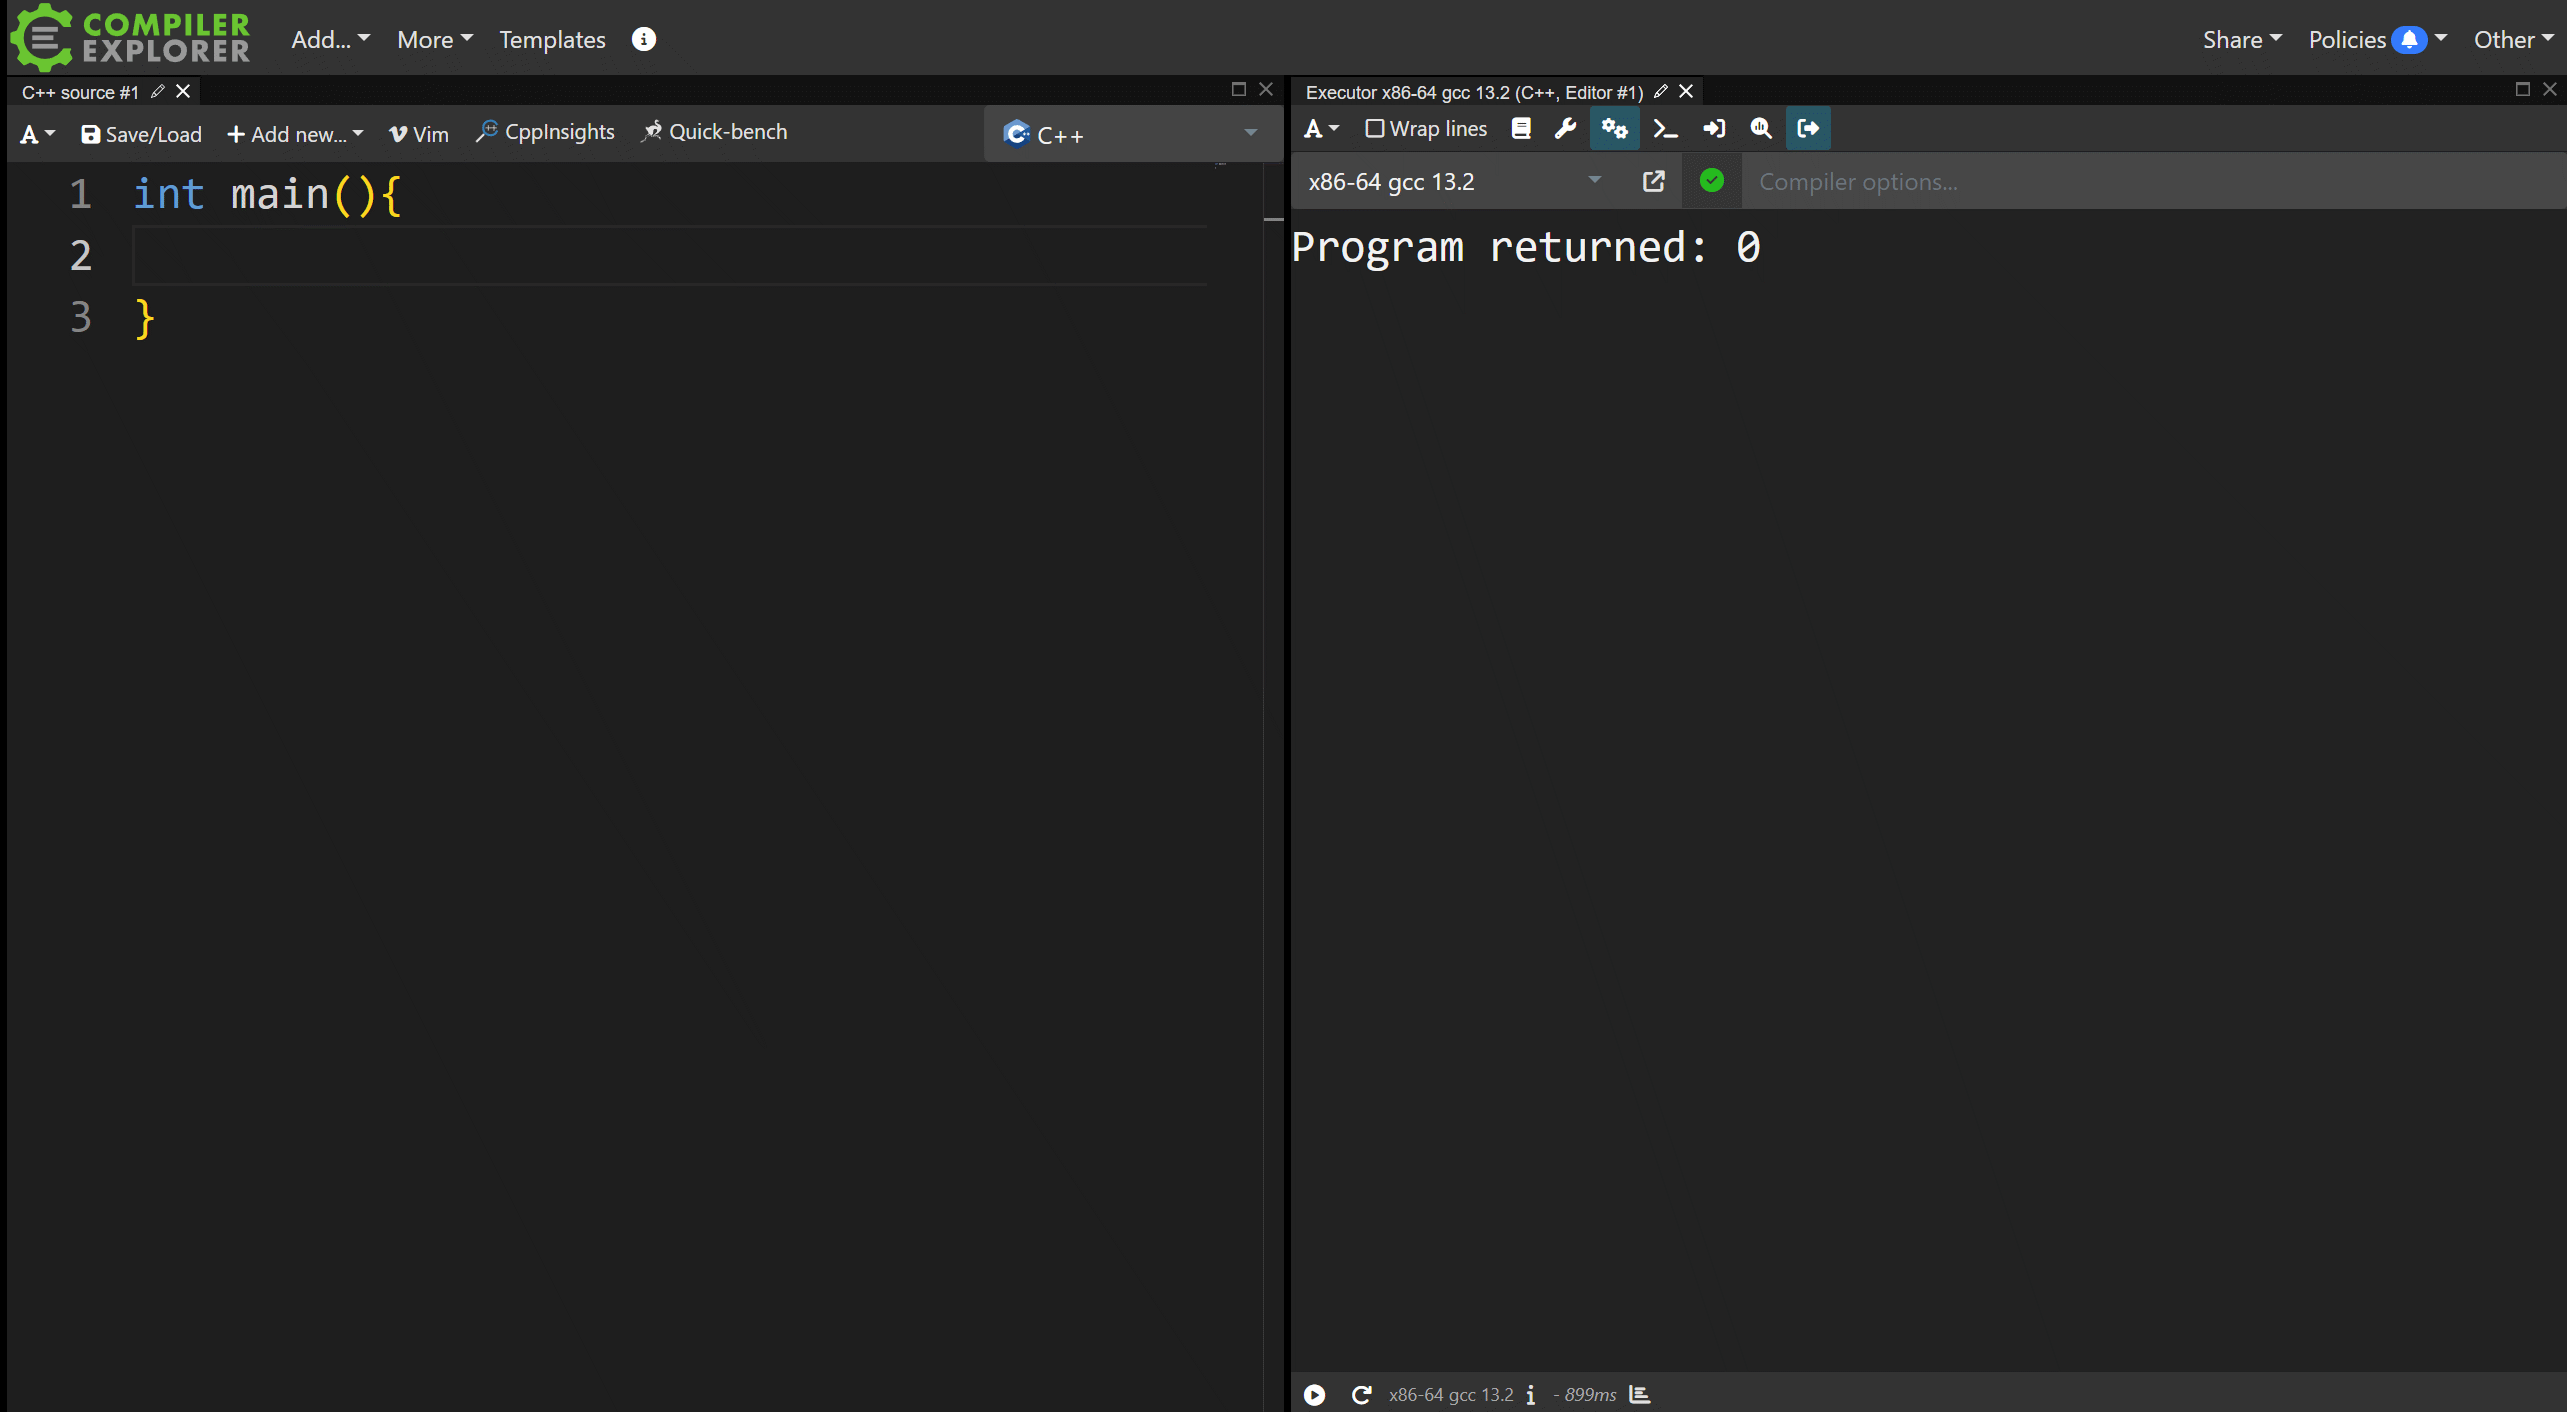 COMPILER
EXPLORER
Add... More Templates
Share Policies Other
C++ source #1
A Save/Load + Add new... Vim CppInsights Quick-bench C++
1 int main(){
2
3 }
Executor x86-64 gcc 13.2 (C++, Editor #1)
A Wrap lines
x86-64 gcc 13.2 Compiler options...
Program returned: 0
x86-64 gcc 13.2 i - 899ms